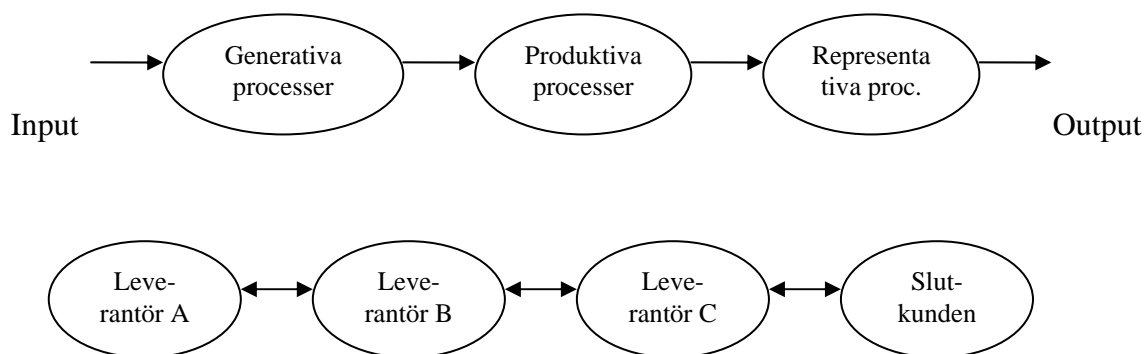 Generativa
processer
Produktiva
processer
Representa
tiva proc.
Input
Output
Leve-
rantör A
Leve-
rantör B
Leve-
rantör C
Slut-
kunden